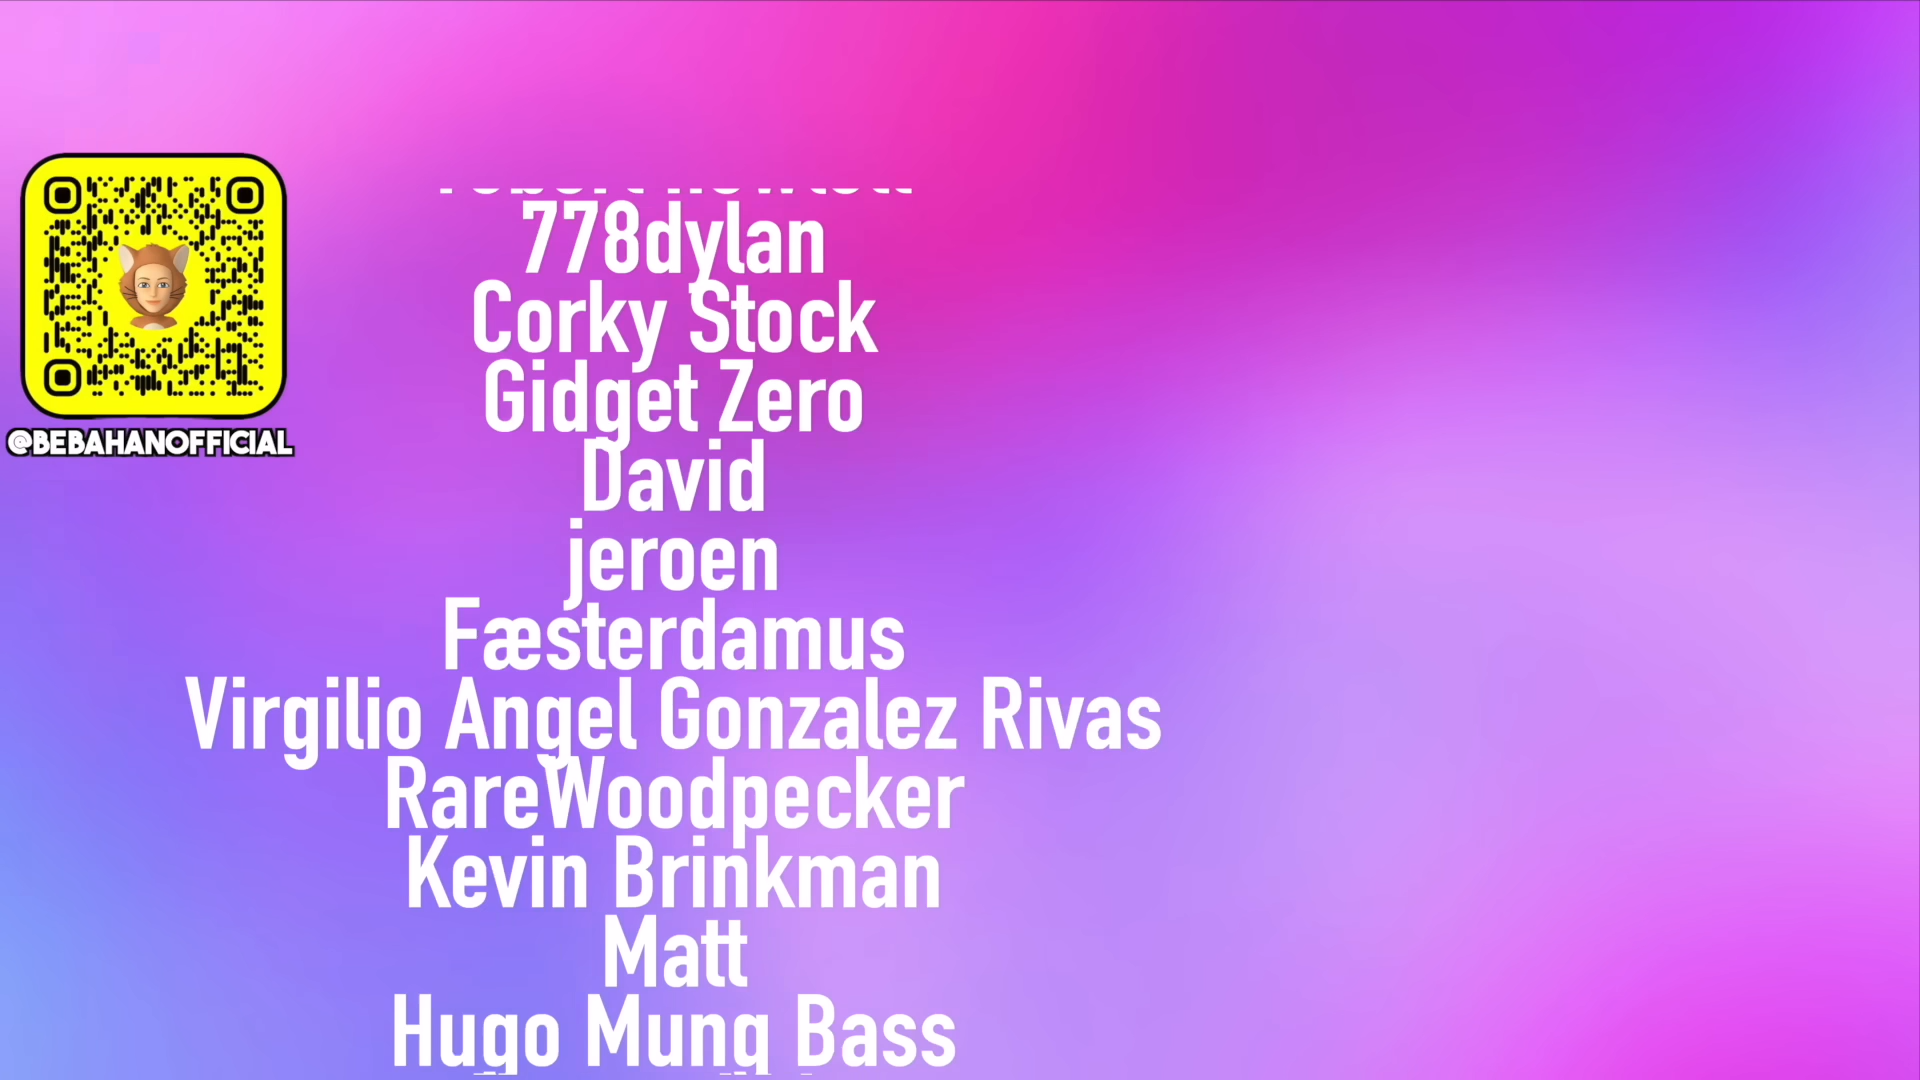 778dylan
Corky Stock
Gidget Zero
@BEBAHANOFFICIAL
David
jeroen
Fæsterdamus
Virgilio Angel Gonzalez Rivas
RareWoodpecker
Kevin Brinkman
Matt
Hugo Mung Bass